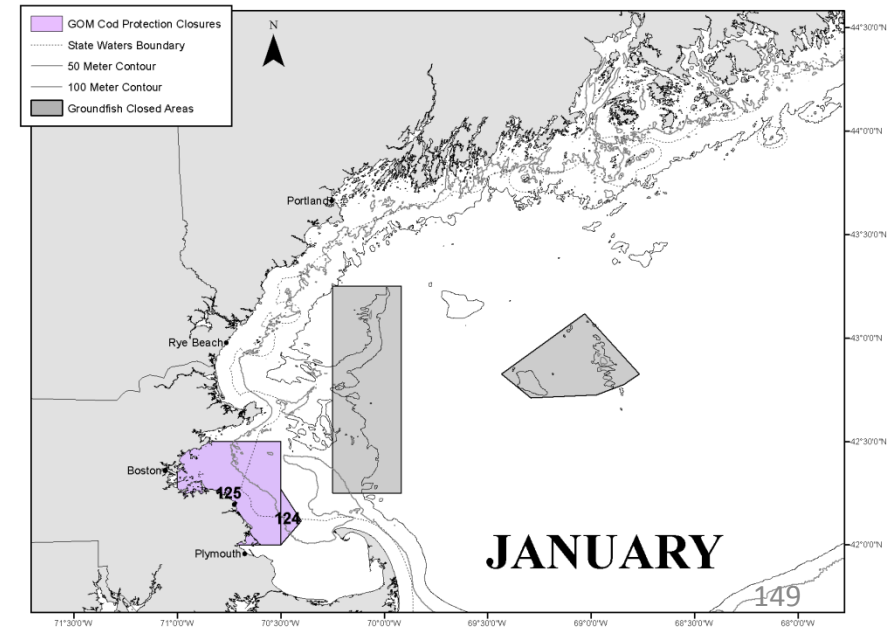 GOM Cod Protection Closures
State Waters Boundary
50 Meter Contour
100 Meter Contour
Groundfish Closed Areas
N
44°30'0"N
44°0'0"N
Portland
43°30'0"N
Rye Beach
43°0'0"N
42°30'0"N
Boston
125
124
Plymouth
42°0'0"N
JANUARY
149
71°30'0"W
71°0'0"W
70°30'0"W
70°0'0"W
69°30'0"W
69°0'0"W
68°30'0"W
68°0'0"W